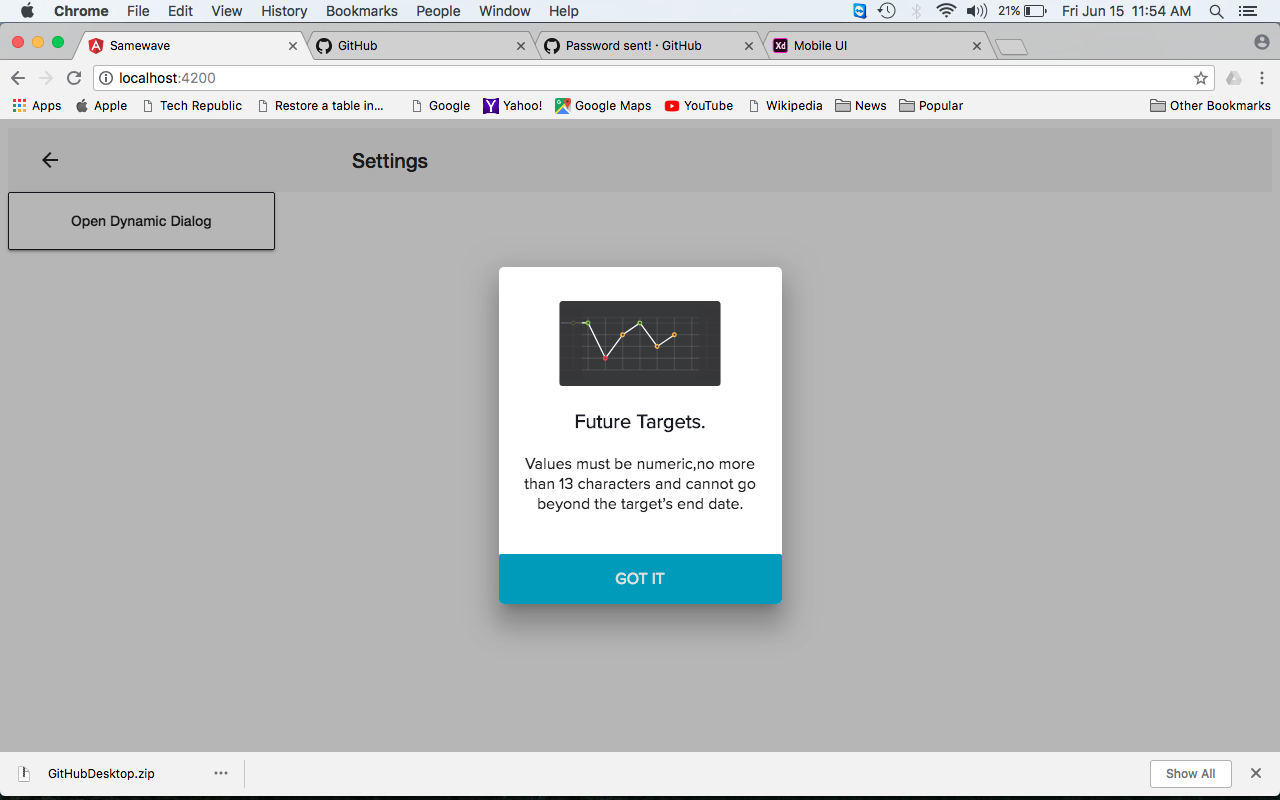 Chrome File Edit View History Bookmarks People Window Help 21% Fri Jun 15 11:54 AM
Samewave GitHub Password sent! · GitHub Xd Mobile UI
localhost:4200
Apps Apple Tech Republic Restore a table in... Google Yahoo! Google Maps YouTube Wikipedia News Popular Other Bookmarks
Settings
Open Dynamic Dialog
Future Targets.
Values must be numeric,no more
than 13 characters and cannot go
beyond the target’s end date.
GOT IT
GitHubDesktop.zip Show All